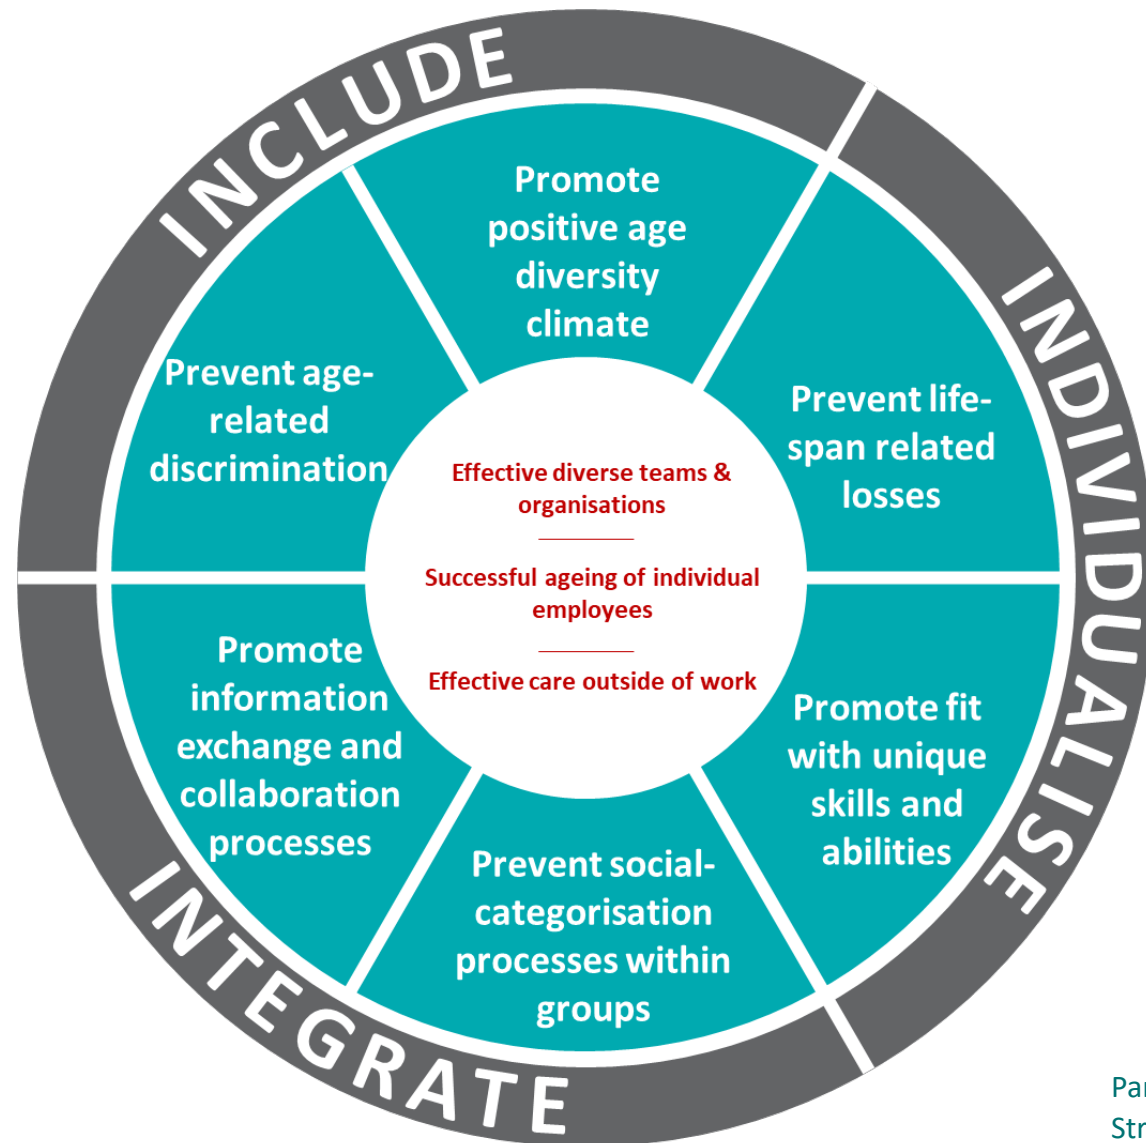 INCLUDE
INDIVIDUALISE
INTEGRATE
Promote
positive age
diversity
climate
Prevent life-
span related
losses
Promote fit
with unique
skills and
abilities
Prevent social-
categorisation
processes within
groups
Promote
information
exchange and
collaboration
processes
Prevent age-
related
discrimination
Effective diverse teams &
organisations
Successful ageing of individual
employees
Effective care outside of work